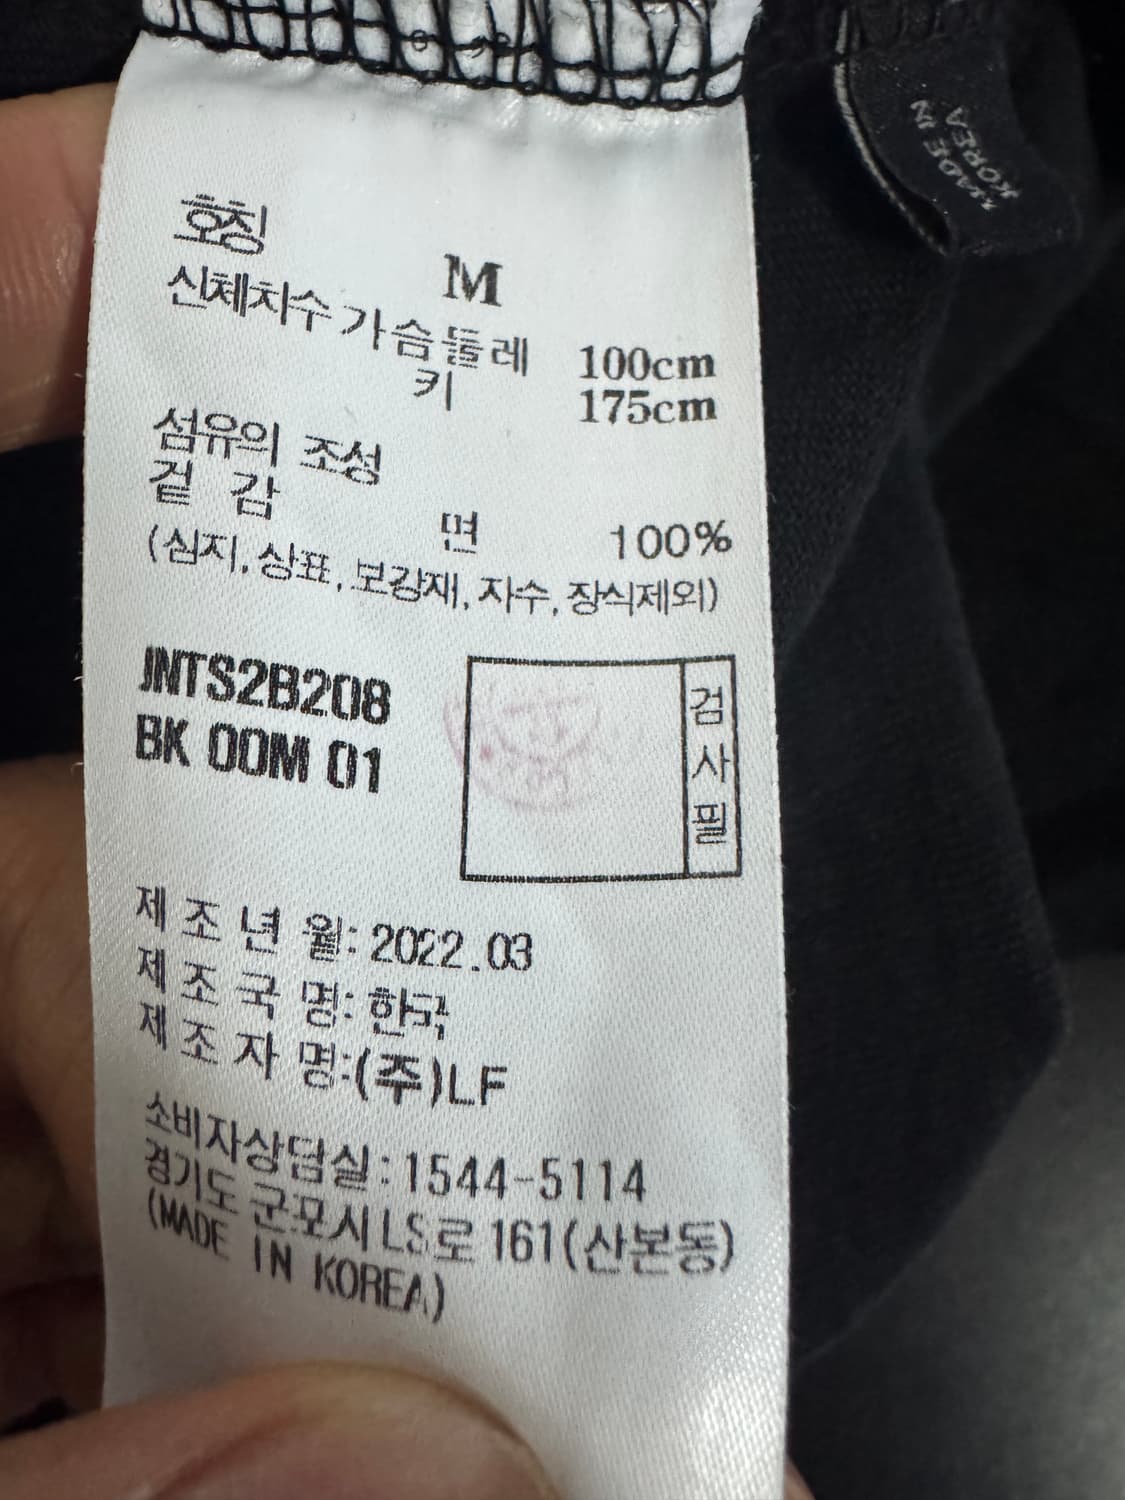 호칭 M
신체치수 가슴둘레 100cm
키 175cm
섬유의 조성
겉 감 면 100%
(심지, 상표, 보강재, 자수, 장식제외)
JNTS2B208
BK 00M 01
검사필
제 조 년 월: 2022.03
제 조 국 명: 한국
제 조 자 명:(주)LF
소비자상담실:1544-5114
경기도 군포시 LS로 161(산본동)
(MADE IN KOREA)
MADE IN
KOREA